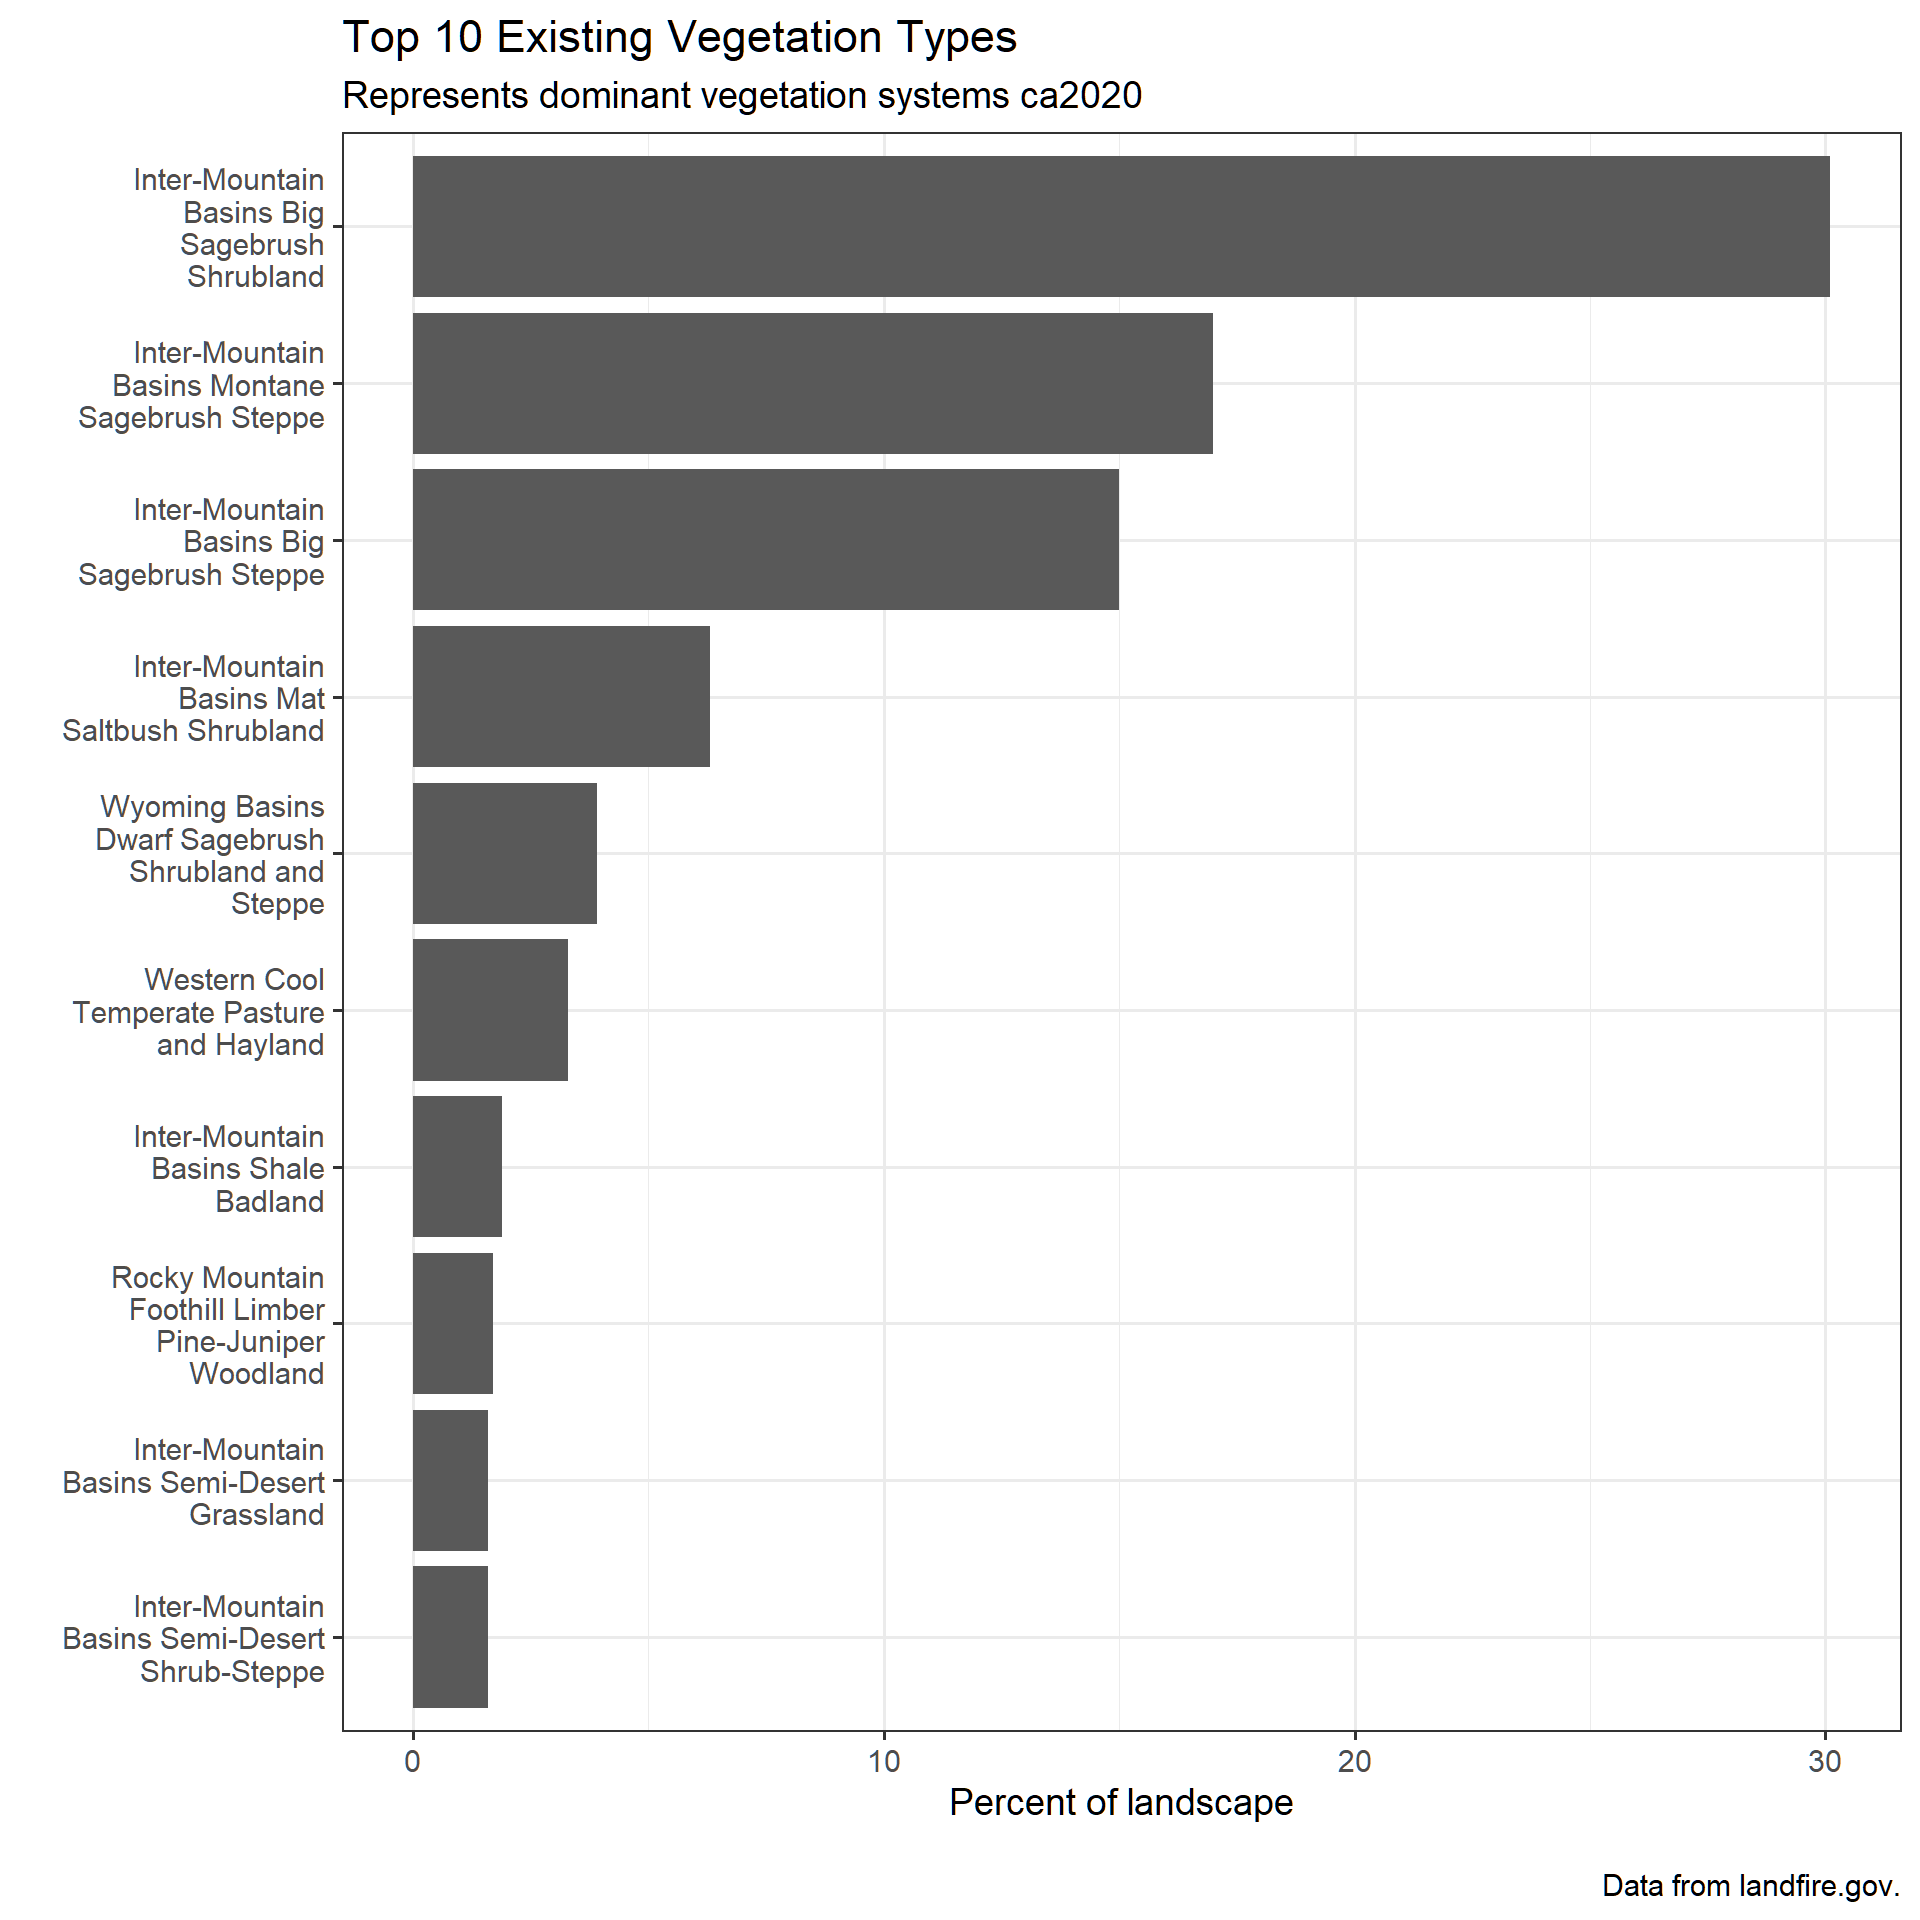 Top 10 Existing Vegetation Types
Represents dominant vegetation systems ca2020
Inter-Mountain
Basins Big
Sagebrush
Shrubland
Inter-Mountain
Basins Montane
Sagebrush Steppe
Inter-Mountain
Basins Big
Sagebrush Steppe
Inter-Mountain
Basins Mat
Saltbush Shrubland
Wyoming Basins
Dwarf Sagebrush
Shrubland and
Steppe
Western Cool
Temperate Pasture
and Hayland
Inter-Mountain
Basins Shale
Badland
Rocky Mountain
Foothill Limber
Pine-Juniper
Woodland
Inter-Mountain
Basins Semi-Desert
Grassland
Inter-Mountain
Basins Semi-Desert
Shrub-Steppe
0 10 20 30
Percent of landscape
Data from landfire.gov.